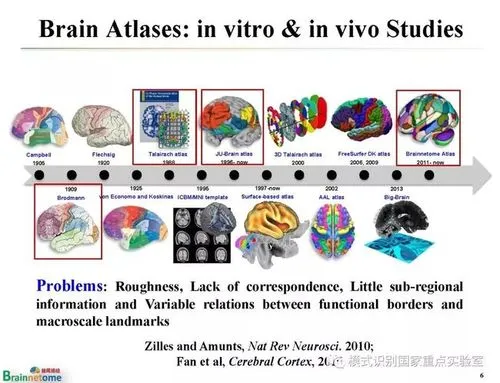 Brain Atlases: in vitro & in vivo Studies
Campbell
1905
Flechsig
1920
Talairach atlas
1988
JU-Brain atlas
1996- now
3D Talairach atlas
2000
FreeSurfer DK atlas
2006, 2009
Brainnetome Atlas
2011- now
1909
Brodmann
1925
von Economo and Koskinas
1995
ICBM/MNI template
1997-now
Surface-based atlas
2002
AAL atlas
2013
Big-Brain
Problems: Roughness, Lack of correspondence, Little sub-regional
information and Variable relations between functional borders and
macroscale landmarks
Zilles and Amunts, Nat Rev Neurosci. 2010;
Fan et al, Cerebral Cortex, 201
模式识别国家重点实验室
Brainnetome
6